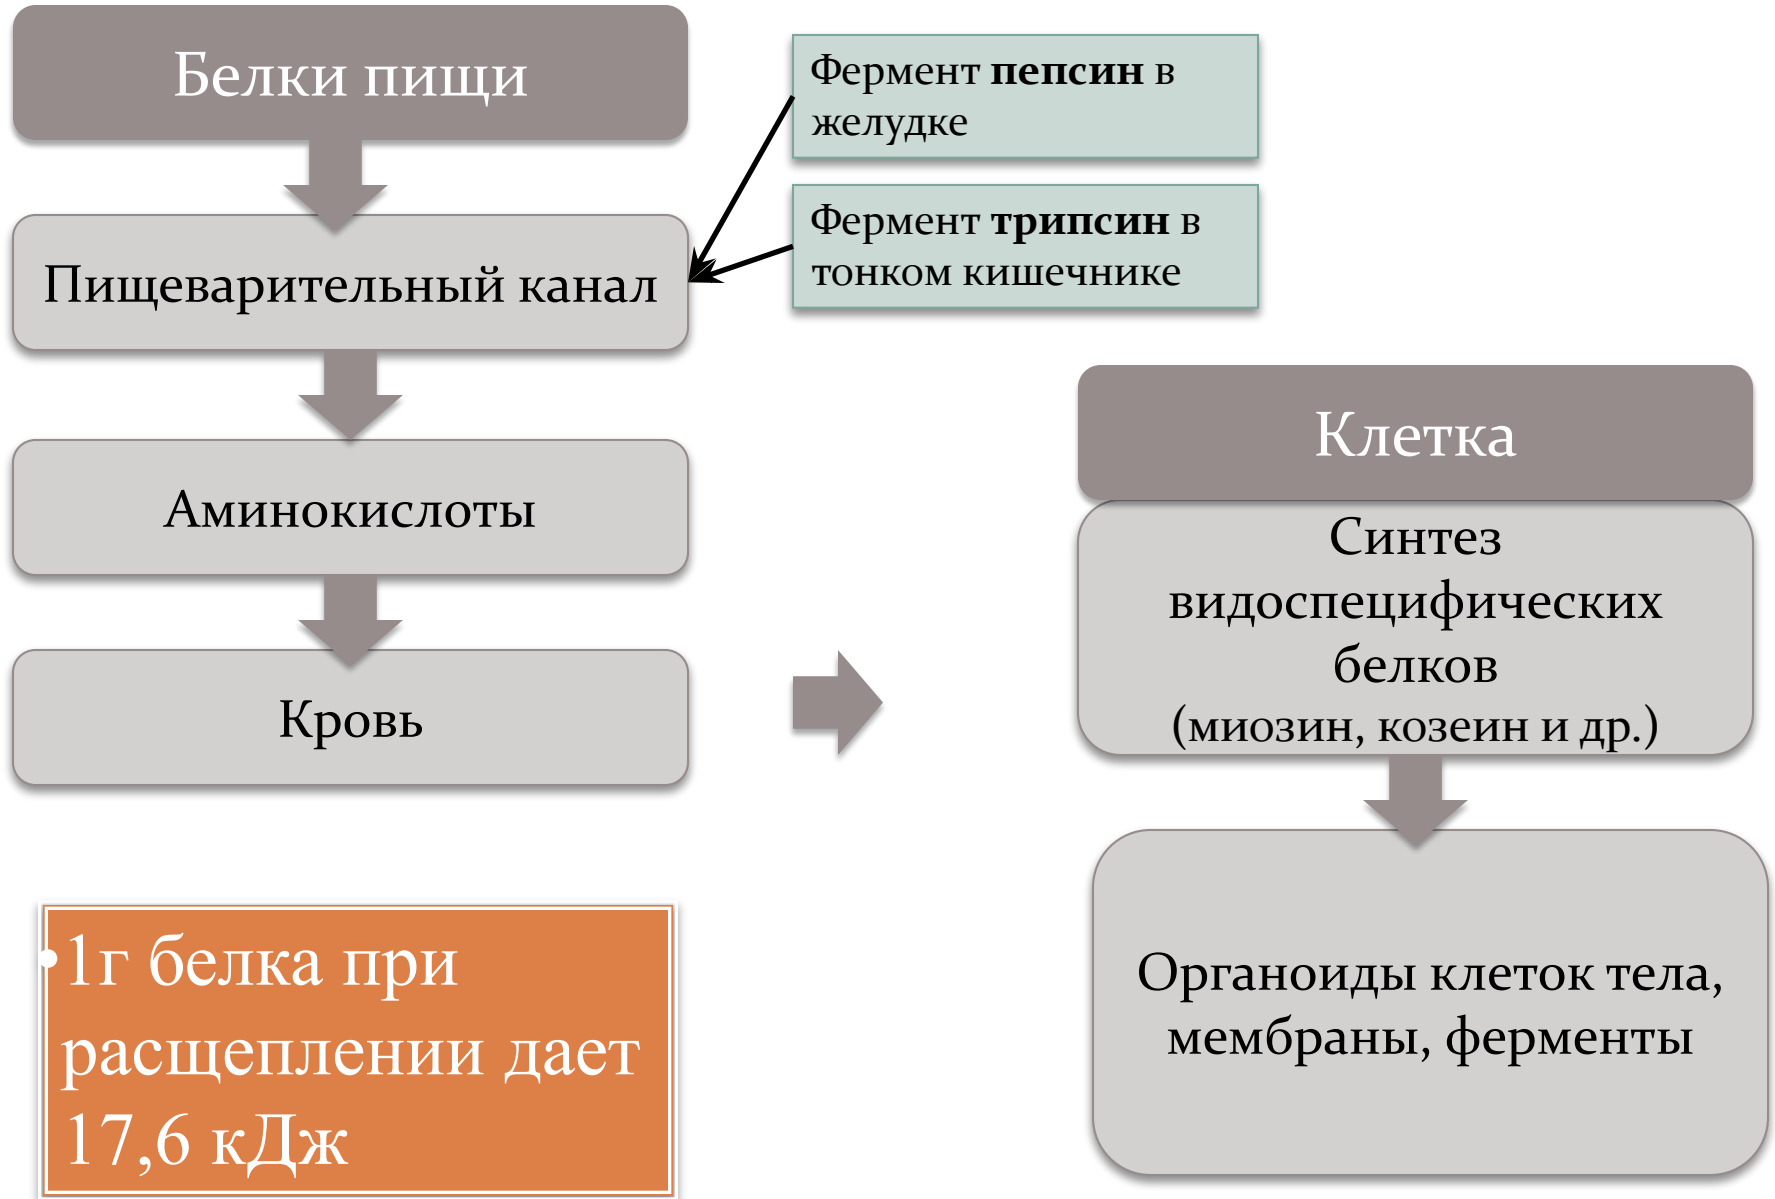 Белки пищи
Фермент пепсин в
желудке
Фермент трипсин в
тонком кишечнике
Пищеварительный канал
Аминокислоты
Кровь
Клетка
Синтез
видоспецифических
белков
(миозин, козеин и др.)
Органоиды клеток тела,
мембраны, ферменты
•1г белка при
расщеплении дает
17,6 кДж